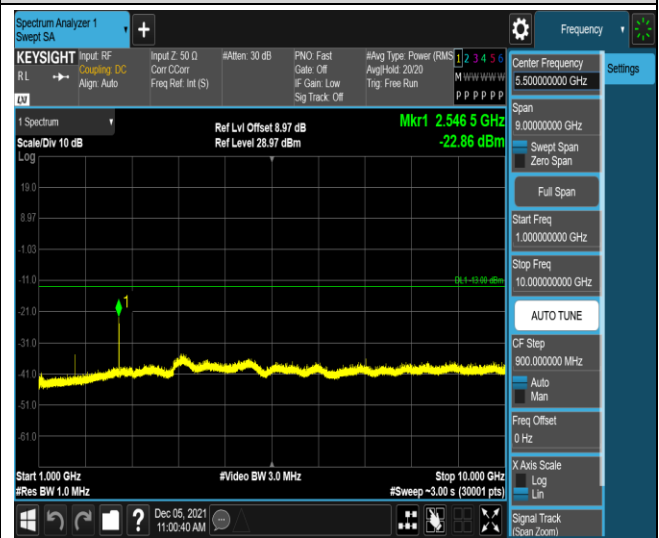 Spectrum Analyzer 1
Swept SA
Frequency
KEYSIGHT
RL
LXI
Input: RF
Coupling: DC
Align: Auto
Input Z: 50 Ω
Corr CCorr
Freq Ref: Int (S)
#Atten: 30 dB
PNO: Fast
Gate: Off
IF Gain: Low
Sig Track: Off
#Avg Type: Power (RMS
Avg|Hold: 20/20
Trig: Free Run
1 2 3 4 5 6
M W W W W W
P P P P P P
1 Spectrum
Scale/Div 10 dB
Log
Ref Lvl Offset 8.97 dB
Ref Level 28.97 dBm
Mkr1 2.546 5 GHz
-22.86 dBm
19.0
8.97
-1.03
-11.0
-21.0
-31.0
-41.0
-51.0
-61.0
DL1 -13.00 dBm
1
Start 1.000 GHz
#Res BW 1.0 MHz
#Video BW 3.0 MHz
Stop 10.000 GHz
#Sweep ~3.00 s (30001 pts)
Dec 05, 2021
11:00:40 AM
Center Frequency
5.500000000 GHz
Span
9.00000000 GHz
Swept Span
Zero Span
Full Span
Start Freq
1.000000000 GHz
Stop Freq
10.000000000 GHz
AUTO TUNE
CF Step
900.000000 MHz
Auto
Man
Freq Offset
0 Hz
X Axis Scale
Log
Lin
Signal Track
(Span Zoom)
Settings